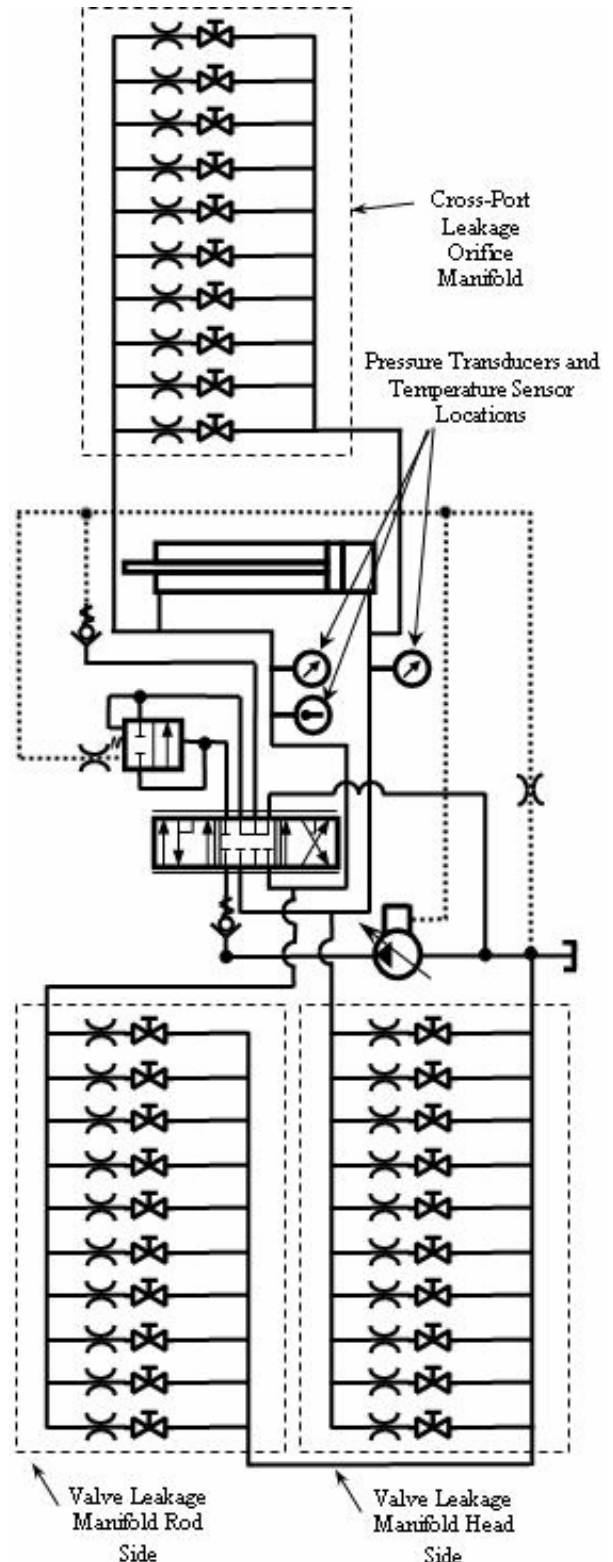 Cross-Port
Leakage
Orifice
Manifold
Pressure Transducers and
Temperature Sensor
Locations
Valve Leakage
Manifold Rod
Side
Valve Leakage
Manifold Head
Side